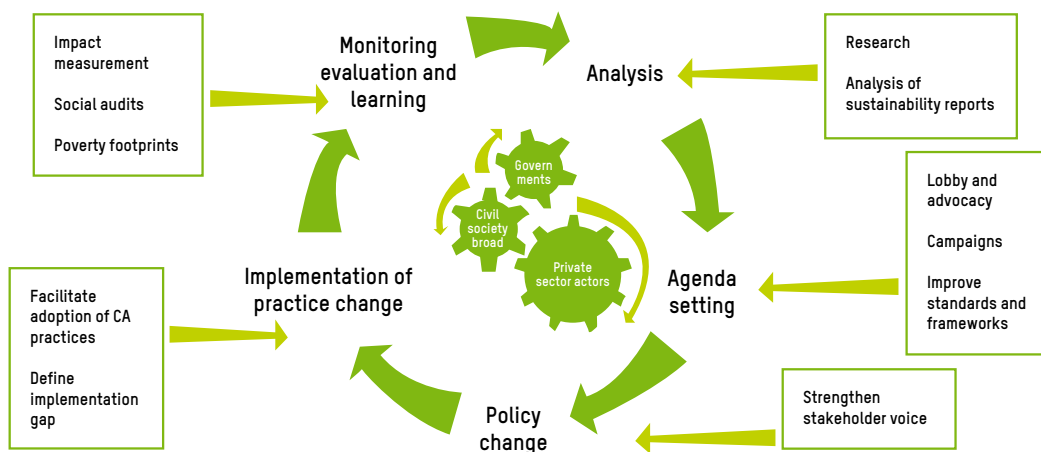 Impact
measurement
Social audits
Poverty footprints
Monitoring
evaluation and
learning
Analysis
Research
Analysis of
sustainability reports
Govern
ments
Civil
society
broad
Private
sector actors
Lobby and
advocacy
Campaigns
Improve
standards and
frameworks
Agenda
setting
Implementation of
practice change
Facilitate
adoption of CA
practices
Define
implementation
gap
Policy
change
Strengthen
stakeholder voice